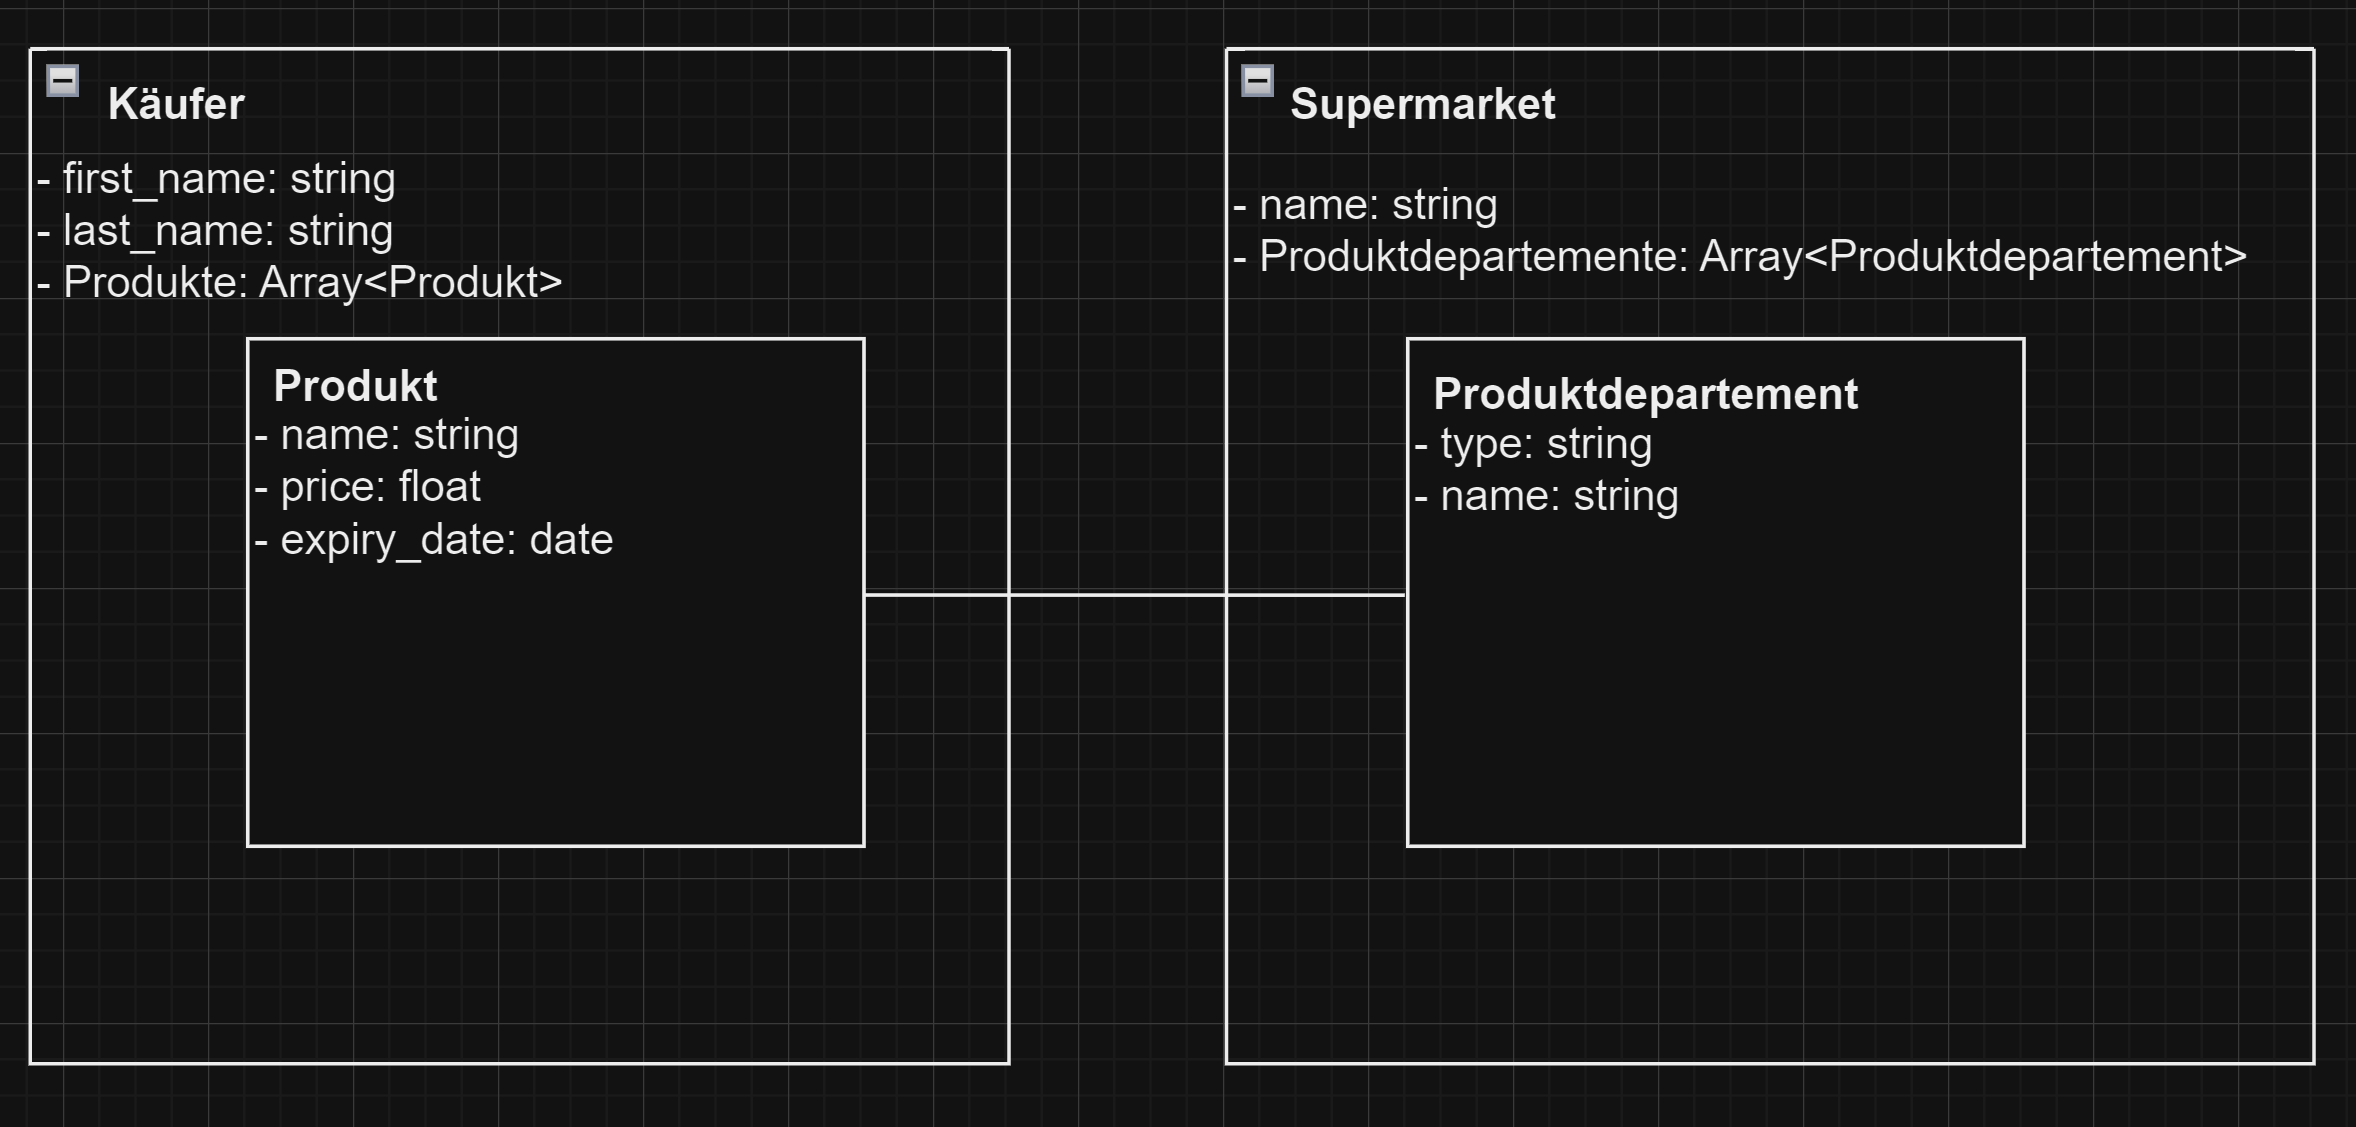 Käufer
- first_name: string
- last_name: string
- Produkte: Array<Produkt>
Produkt
- name: string
- price: float
- expiry_date: date
Supermarket
- name: string
- Produktdepartemente: Array<Produktdepartement>
Produktdepartement
- type: string
- name: string